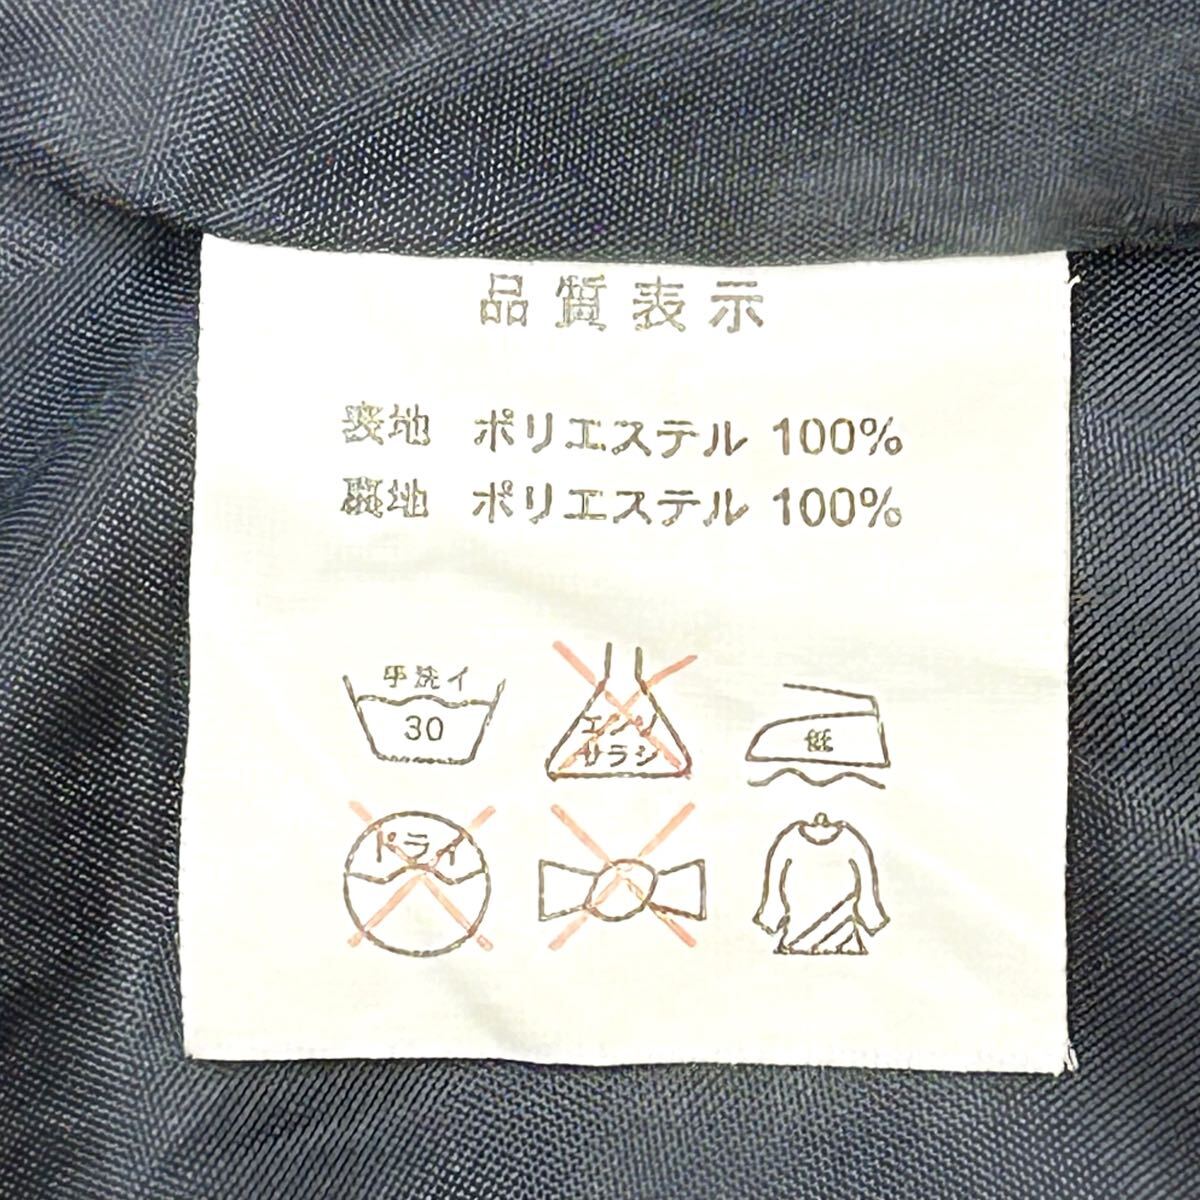 品質表示
表地 ポリエステル 100%
裏地 ポリエステル 100%
手洗イ
30
エンソ
サラシ
低
ドライ